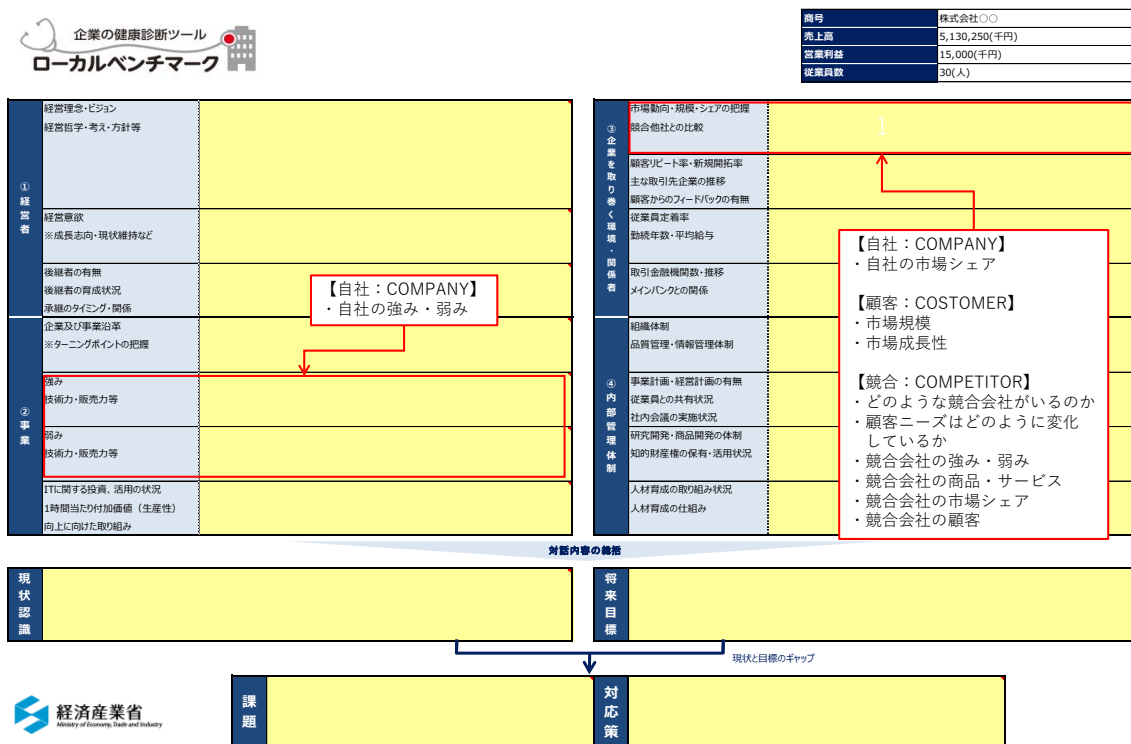 企業の健康診断ツール
ローカルベンチマーク
商号 株式会社○○
売上高 5,130,250(千円)
営業利益 15,000(千円)
従業員数 30(人)
①経営者
経営理念・ビジョン
経営哲学・考え・方針等
経営意欲
※成長志向・現状維持など
後継者の有無
後継者の育成状況
承継のタイミング・関係
②事業
企業及び事業沿革
※ターニングポイントの把握
強み
技術力・販売力等
弱み
技術力・販売力等
ITに関する投資、活用の状況
1時間当たり付加価値（生産性）
向上に向けた取り組み
【自社：COMPANY】
・自社の強み・弱み
③企業を取り巻く環境・関係者
市場動向・規模・シェアの把握
競合他社との比較
1
顧客リピート率・新規開拓率
主な取引先企業の推移
顧客からのフィードバックの有無
従業員定着率
勤続年数・平均給与
取引金融機関数・推移
メインバンクとの関係
④内部管理体制
組織体制
品質管理・情報管理体制
事業計画・経営計画の有無
従業員との共有状況
社内会議の実施状況
研究開発・商品開発の体制
知的財産権の保有・活用状況
人材育成の取り組み状況
人材育成の仕組み
【自社：COMPANY】
・自社の市場シェア
【顧客：COSTOMER】
・市場規模
・市場成長性
【競合：COMPETITOR】
・どのような競合会社がいるのか
・顧客ニーズはどのように変化
しているか
・競合会社の強み・弱み
・競合会社の商品・サービス
・競合会社の市場シェア
・競合会社の顧客
対話内容の総括
現状認識
将来目標
現状と目標のギャップ
課題
対応策
経済産業省
Ministry of Economy, Trade and Industry